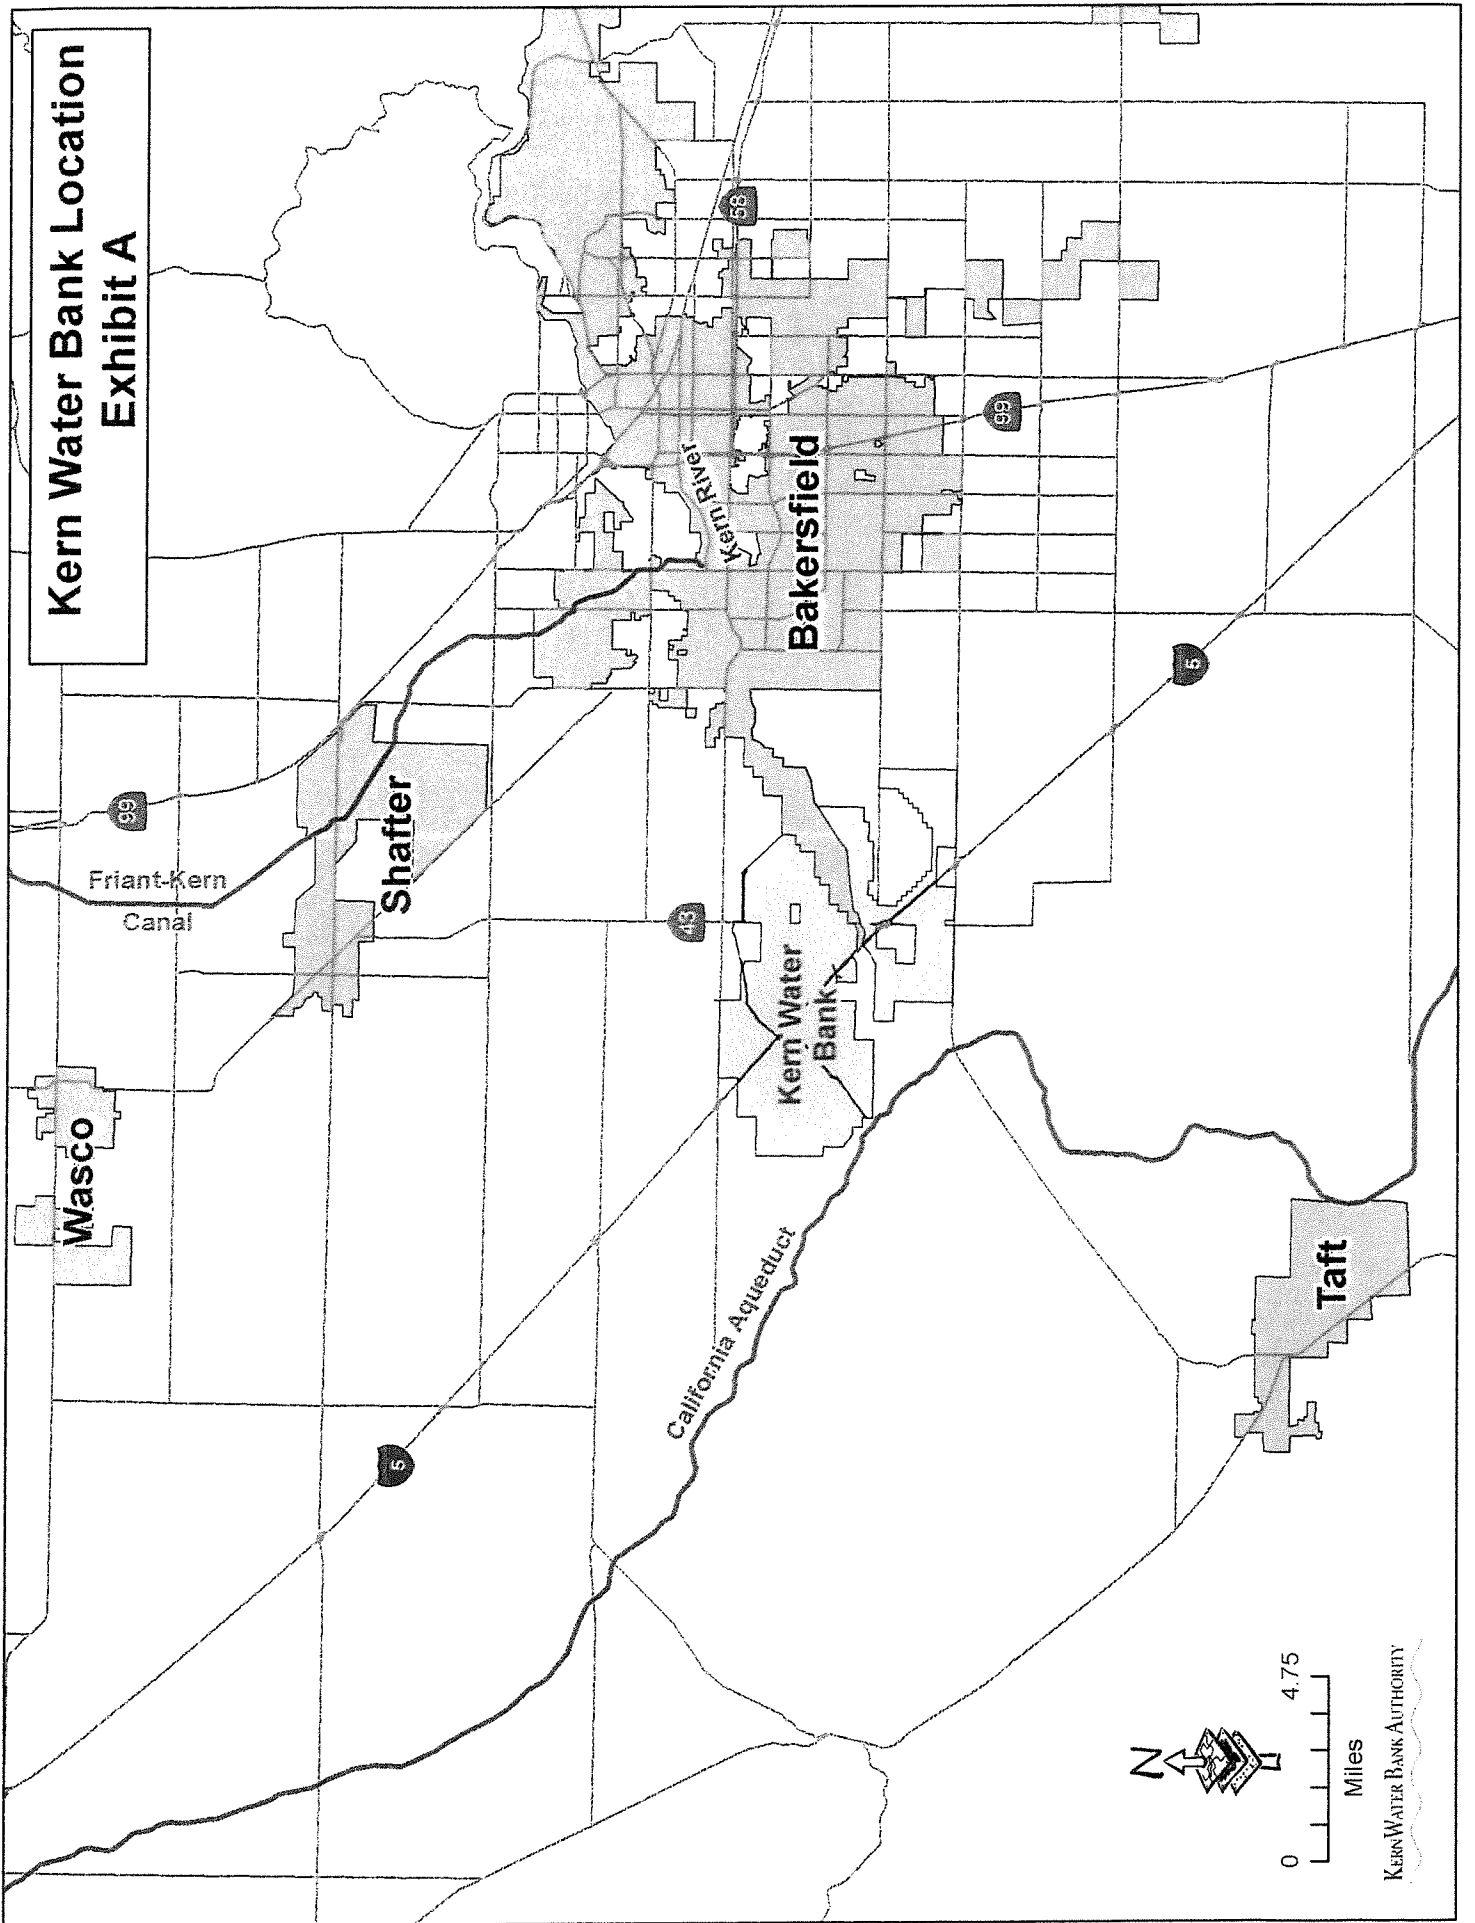 Kern Water Bank Location
Exhibit A
Wasco
Friant-Kern
Canal
99
Shafter
5
43
Kern River
58
Bakersfield
Kern Water
Bank
99
California Aqueduct
5
Taft
N
0
4.75
Miles
KERN WATER BANK AUTHORITY